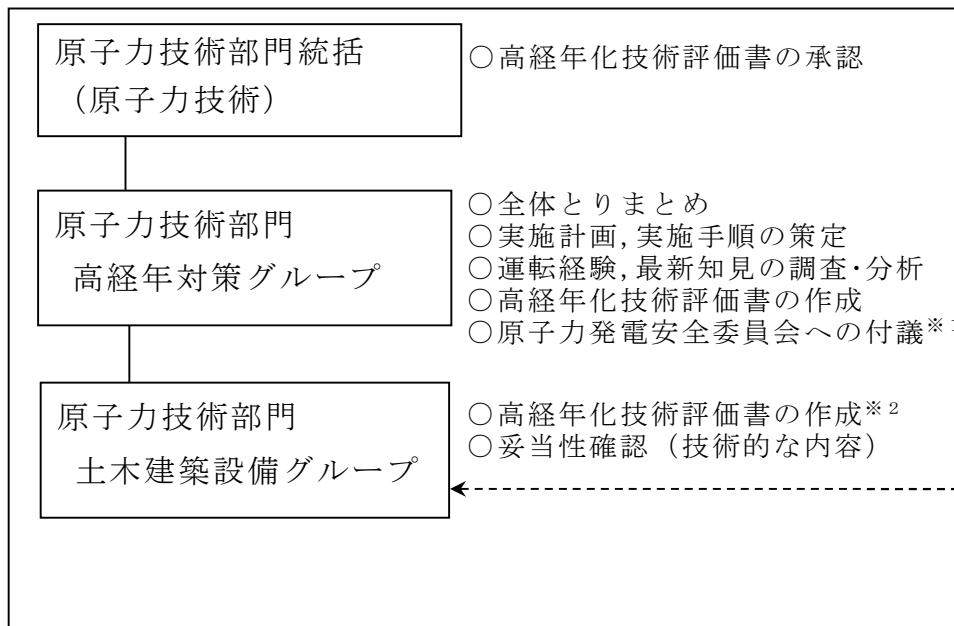 原子力技術部門統括
(原子力技術)
○高経年化技術評価書の承認
原子力技術部門
高経年対策グループ
○全体とりまとめ
○実施計画,実施手順の策定
○運転経験,最新知見の調査・分析
○高経年化技術評価書の作成
○原子力発電安全委員会への付議※1
原子力技術部門
土木建築設備グループ
○高経年化技術評価書の作成※2
○妥当性確認(技術的な内容)